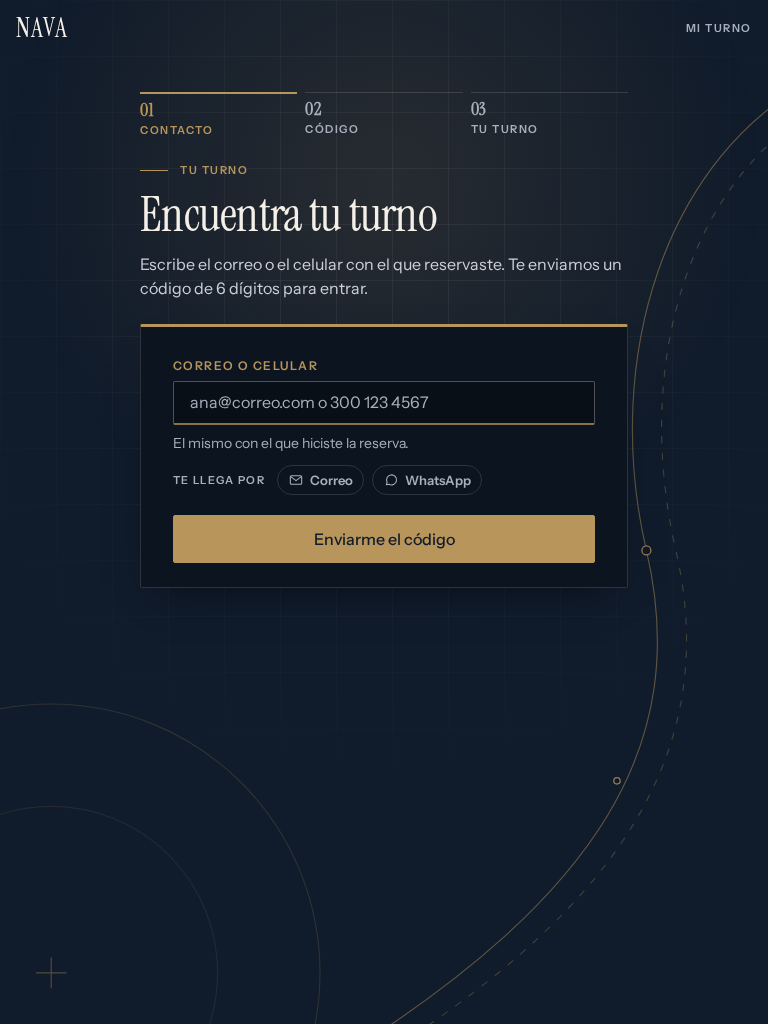 NAVA
MI TURNO
01
CONTACTO
02
CÓDIGO
03
TU TURNO
TU TURNO
Encuentra tu turno
Escribe el correo o el celular con el que reservaste. Te enviamos un
código de 6 dígitos para entrar.
CORREO O CELULAR
ana@correo.com o 300 123 4567
El mismo con el que hiciste la reserva.
TE LLEGA POR
Correo
WhatsApp
Enviarme el código